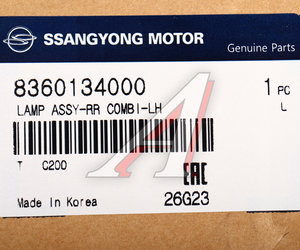 SSANGYONG MOTOR
Genuine Parts
8360134000 1 PC
LAMP ASSY-RR COMBI-LH L
T C200
EAC
Made in Korea 26G23